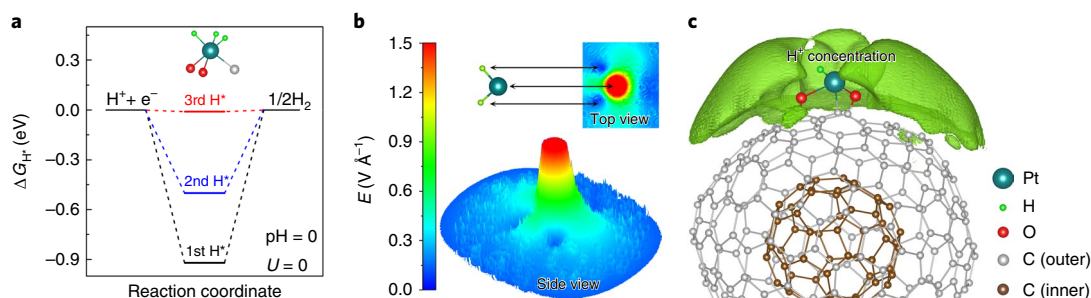 a
ΔG_H* (eV)
0.3
0.0
−0.3
−0.6
−0.9
H⁺ + e⁻
3rd H*
1/2H₂
2nd H*
1st H*
pH = 0
U = 0
Reaction coordinate
b
E (V Å⁻¹)
1.5
1.2
0.9
0.6
0.3
0.0
Top view
Side view
c
H⁺ concentration
Pt
H
O
C (outer)
C (inner)